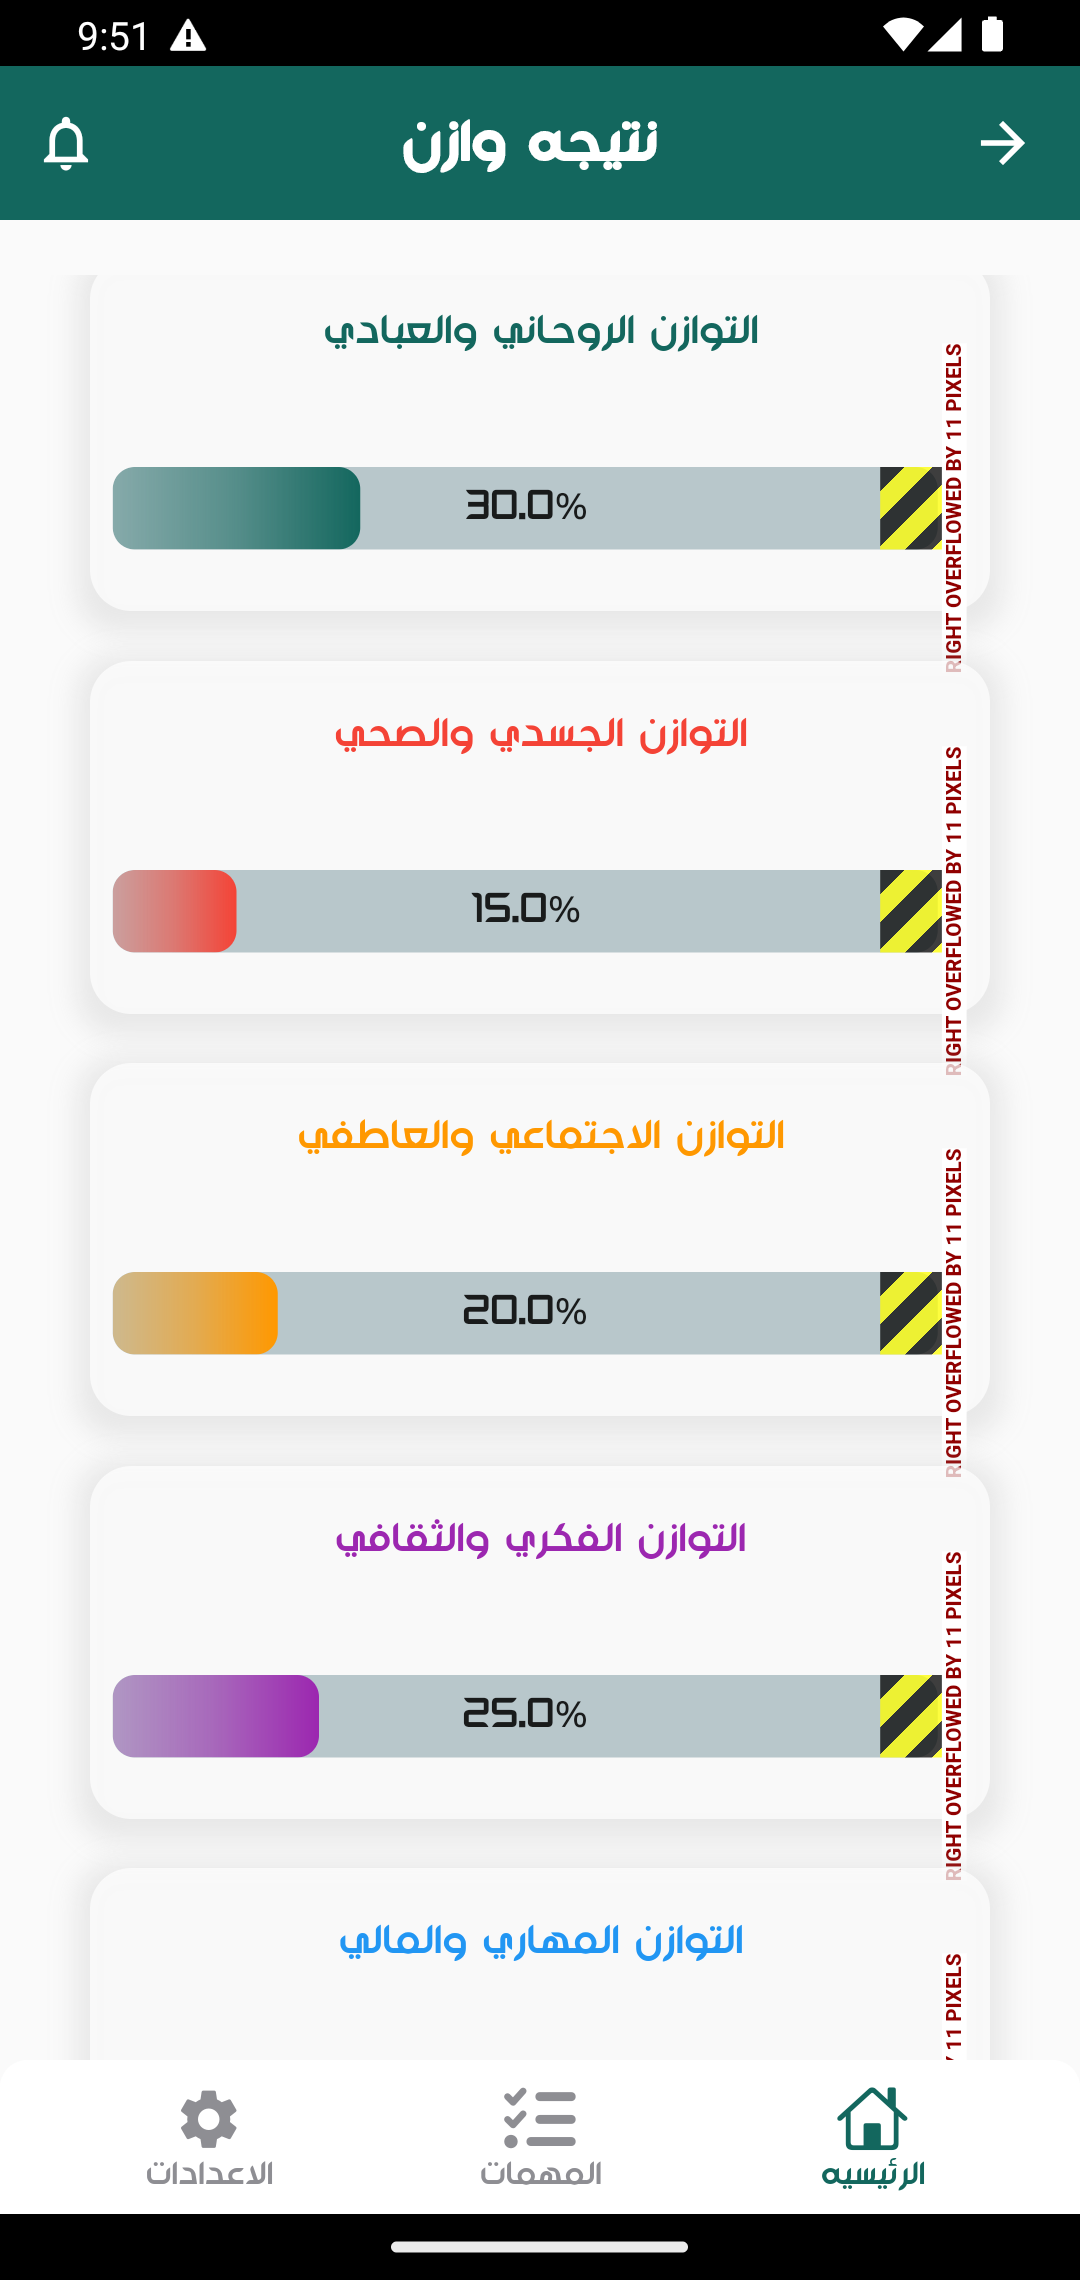 9:51
نتيجه وازن
التوازن الروحاني والعبادي
30.0%
RIGHT OVERFLOWED BY 11 PIXELS
التوازن الجسدي والصحي
15.0%
RIGHT OVERFLOWED BY 11 PIXELS
التوازن الاجتماعي والعاطفي
20.0%
RIGHT OVERFLOWED BY 11 PIXELS
التوازن الفكري والثقافي
25.0%
RIGHT OVERFLOWED BY 11 PIXELS
التوازن المهاري والمالي
11 PIXELS
الرئيسيه
المهمات
الاعدادات